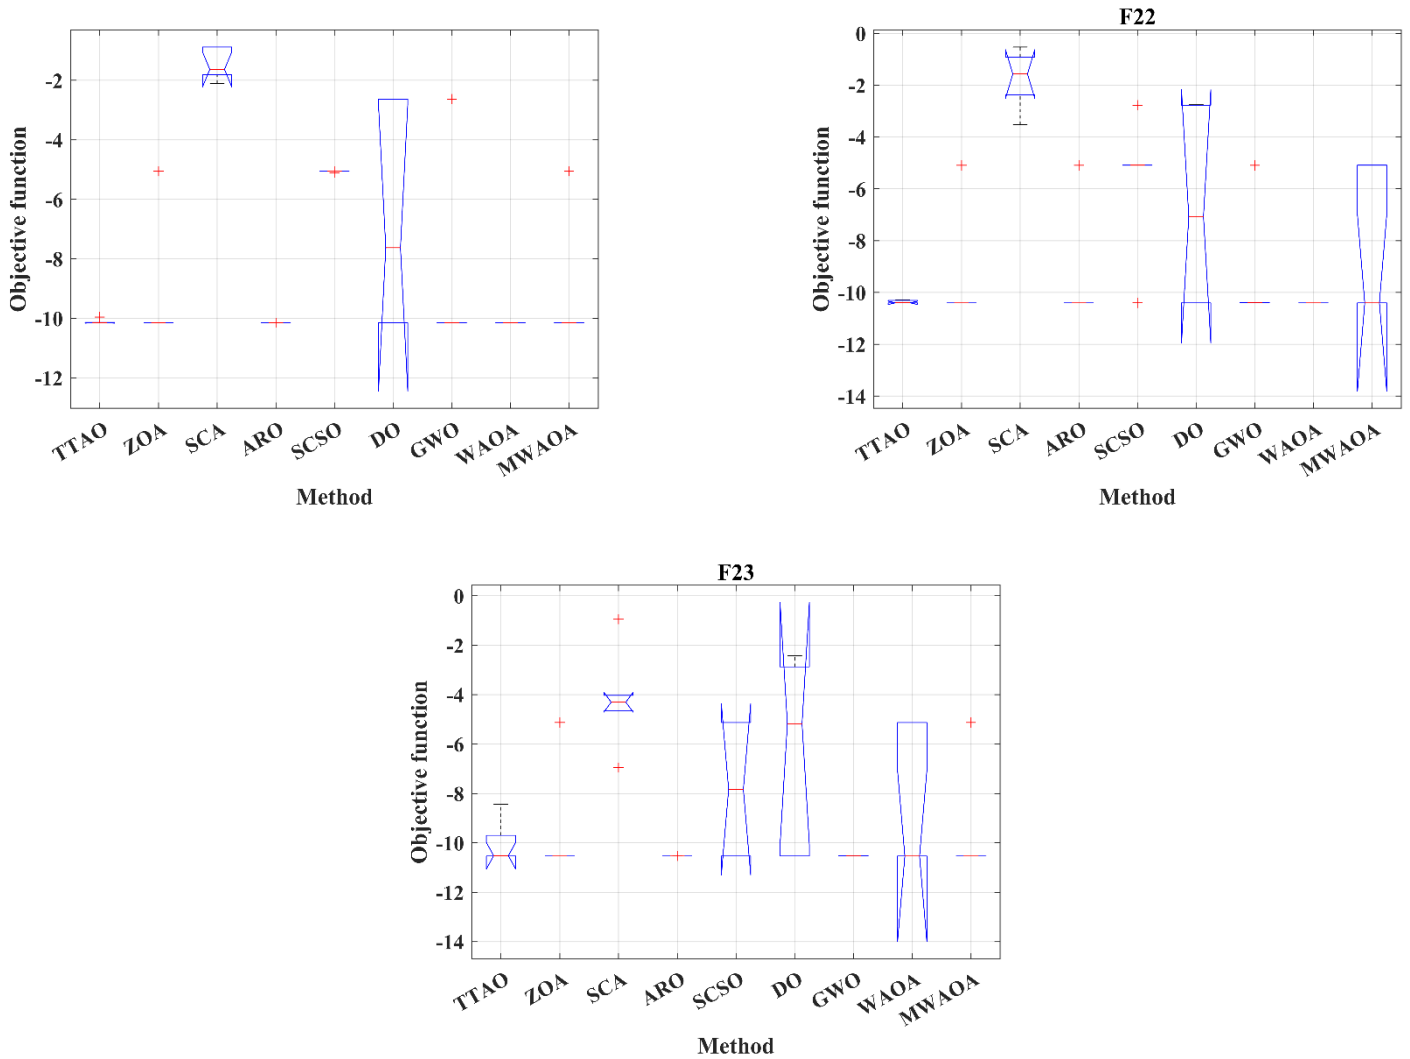 Objective function
-2
-4
-6
-8
-10
-12
TTAO ZOA SCA ARO SCSO DO GWO WAOA MWAOA
Method
F22
Objective function
0
-2
-4
-6
-8
-10
-12
-14
TTAO ZOA SCA ARO SCSO DO GWO WAOA MWAOA
Method
F23
Objective function
0
-2
-4
-6
-8
-10
-12
-14
TTAO ZOA SCA ARO SCSO DO GWO WAOA MWAOA
Method